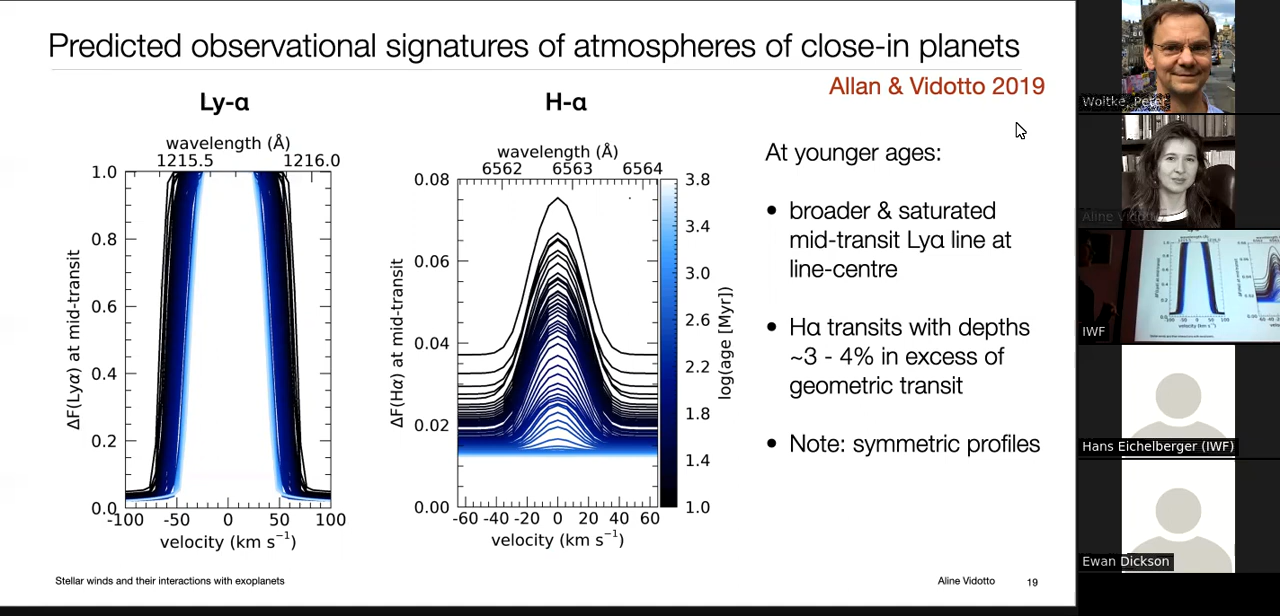 Predicted observational signatures of atmospheres of close-in planets
Allan & Vidotto 2019
Ly-α
wavelength (Å)
1215.5 1216.0
1.0
0.8
0.6
0.4
0.2
0.0
ΔF(Lyα) at mid-transit
-100 -50 0 50 100
velocity (km s⁻¹)
H-α
wavelength (Å)
6562 6563 6564
0.08
0.06
0.04
0.02
0.00
ΔF(Hα) at mid-transit
-60 -40 -20 0 20 40 60
velocity (km s⁻¹)
3.8
3.4
3.0
2.6
2.2
1.8
1.4
1.0
log(age [Myr])
At younger ages:
• broader & saturated
mid-transit Lyα line at
line-centre
• Hα transits with depths
~3 - 4% in excess of
geometric transit
• Note: symmetric profiles
Stellar winds and their interactions with exoplanets
Aline Vidotto
19
Woitke, Peter
Aline Vidotto
IWF
Hans Eichelberger (IWF)
Ewan Dickson